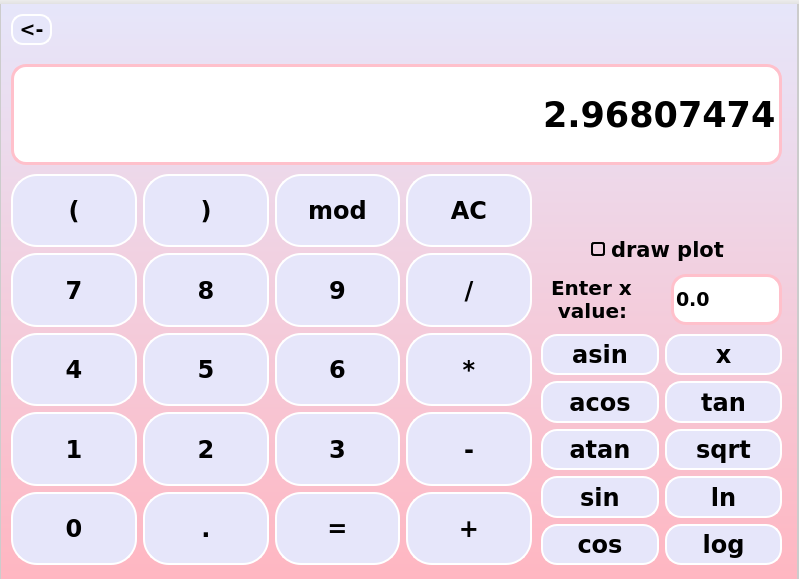 <-
2.96807474
( ) mod AC
draw plot
7 8 9 /
Enter x
value:
0.0
4 5 6 *
asin x
acos tan
1 2 3 -
atan sqrt
sin ln
0 . = +
cos log